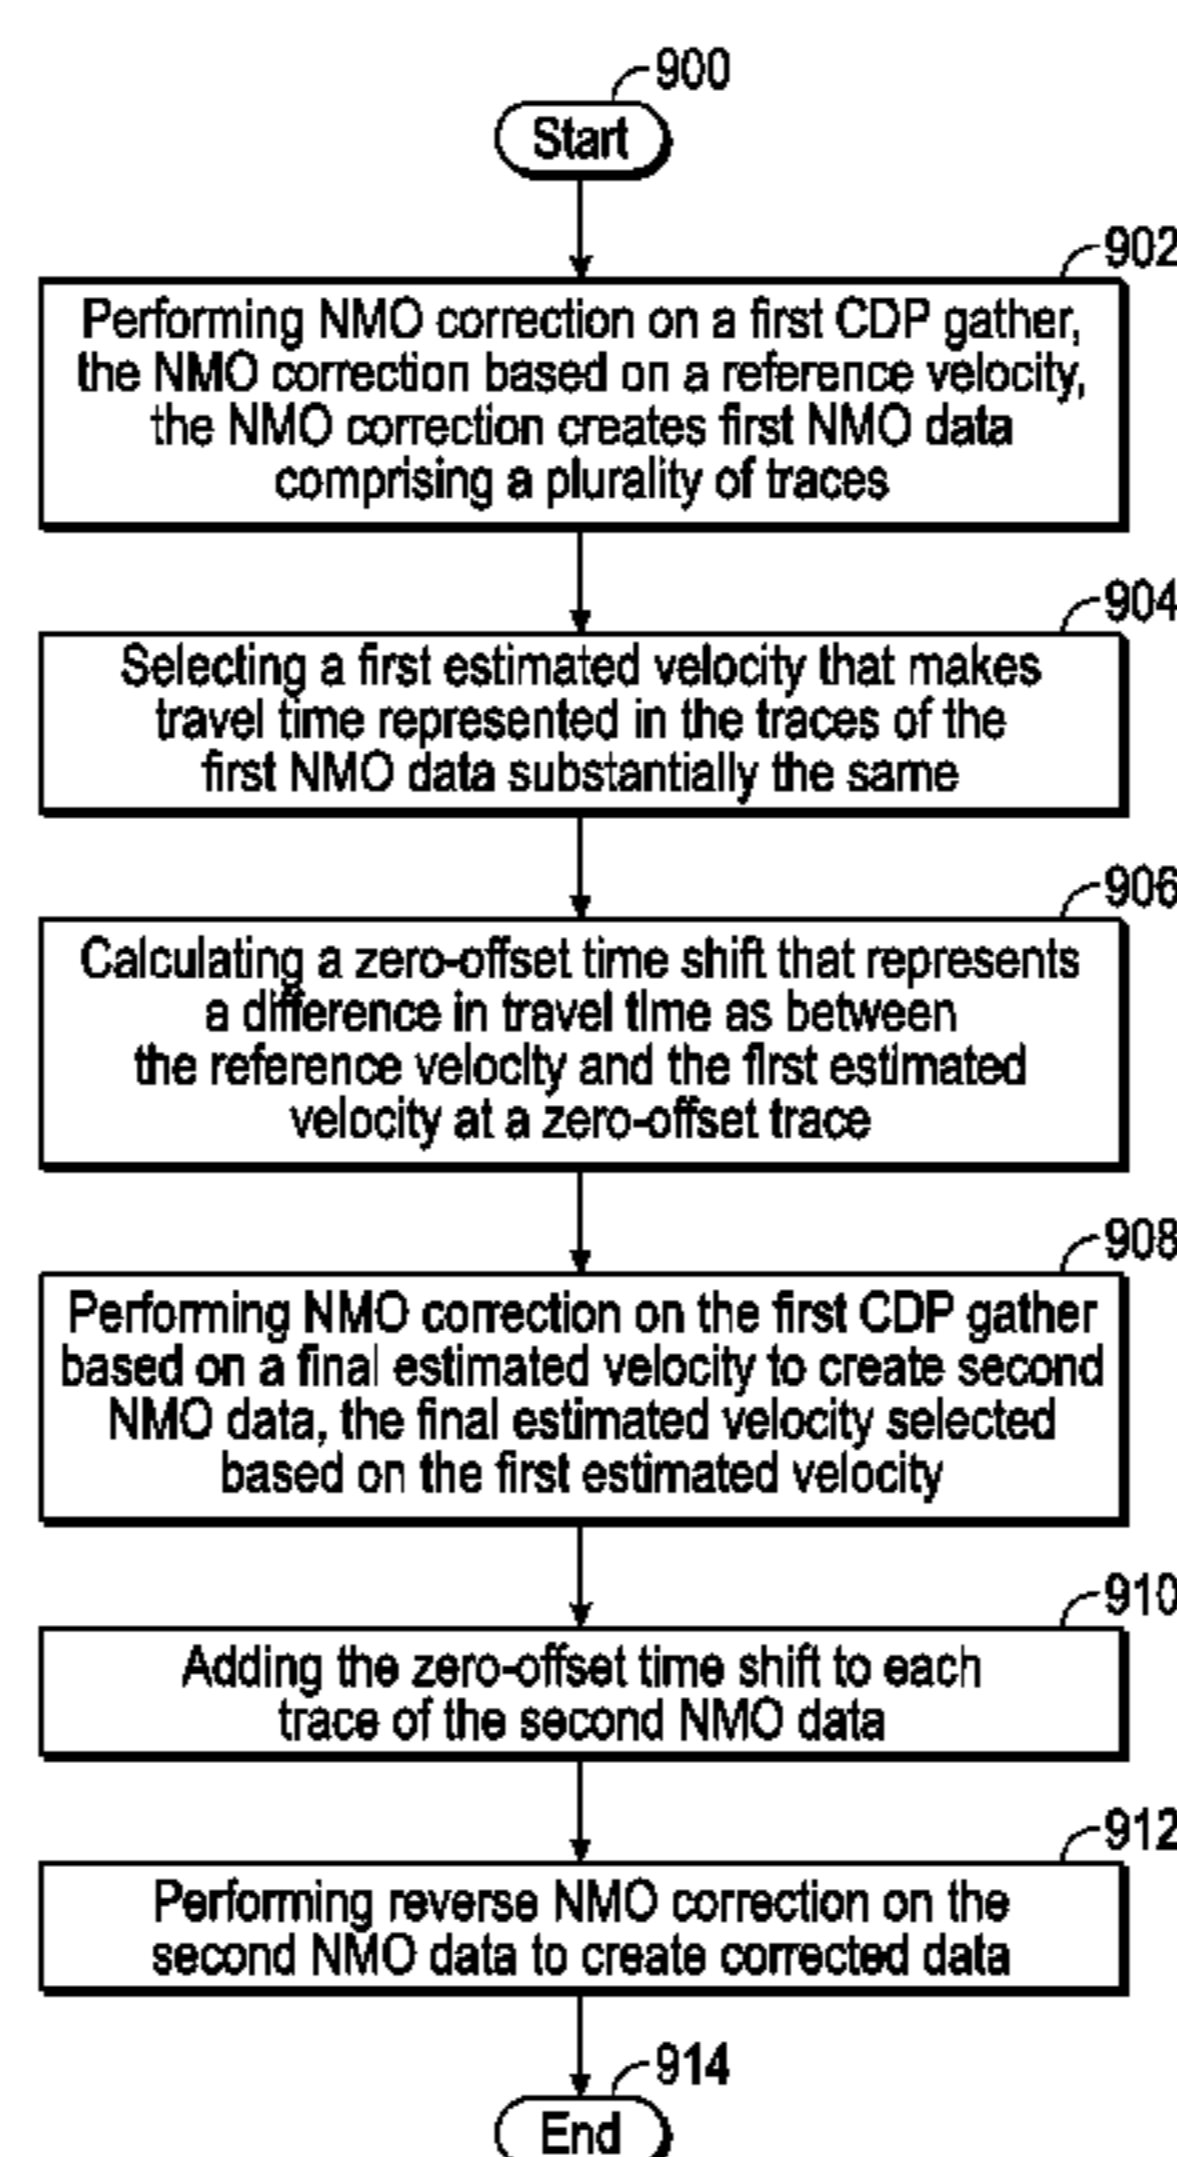 900
Start
902
Performing NMO correction on a first CDP gather,
the NMO correction based on a reference velocity,
the NMO correction creates first NMO data
comprising a plurality of traces
904
Selecting a first estimated velocity that makes
travel time represented in the traces of the
first NMO data substantially the same
906
Calculating a zero-offset time shift that represents
a difference in travel time as between
the reference velocity and the first estimated
velocity at a zero-offset trace
908
Performing NMO correction on the first CDP gather
based on a final estimated velocity to create second
NMO data, the final estimated velocity selected
based on the first estimated velocity
910
Adding the zero-offset time shift to each
trace of the second NMO data
912
Performing reverse NMO correction on the
second NMO data to create corrected data
914
End